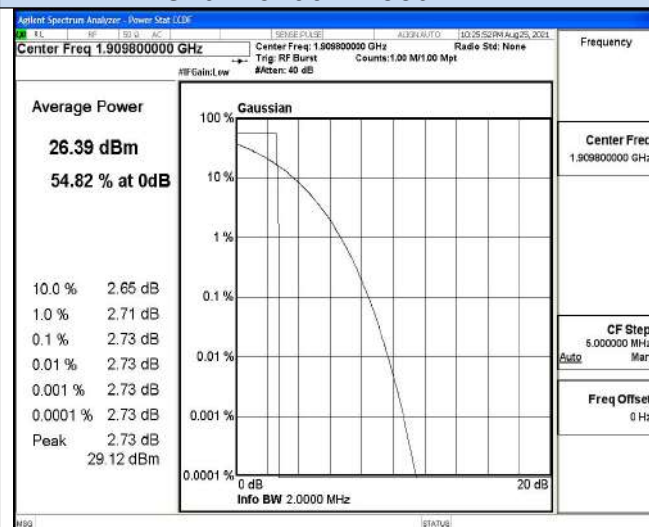 Agilent Spectrum Analyzer - Power Stat CCDF
RL RF 50 Ω AC SENSE:PULSE ALIGN AUTO 10:25:52 PM Aug 25, 2021
Center Freq 1.909800000 GHz
Center Freq: 1.909800000 GHz Radio Std: None
Trig: RF Burst Counts:1.00 M/1.00 Mpt
#IFGain:Low #Atten: 40 dB
Frequency
Average Power
26.39 dBm
54.82 % at 0dB
10.0 % 2.65 dB
1.0 % 2.71 dB
0.1 % 2.73 dB
0.01 % 2.73 dB
0.001 % 2.73 dB
0.0001 % 2.73 dB
Peak 2.73 dB
29.12 dBm
Gaussian
100 %
10 %
1 %
0.1 %
0.01 %
0.001 %
0.0001 %
0 dB 20 dB
Info BW 2.0000 MHz
Center Freq
1.909800000 GHz
CF Step
5.000000 MHz
Auto Man
Freq Offset
0 Hz
MSG STATUS